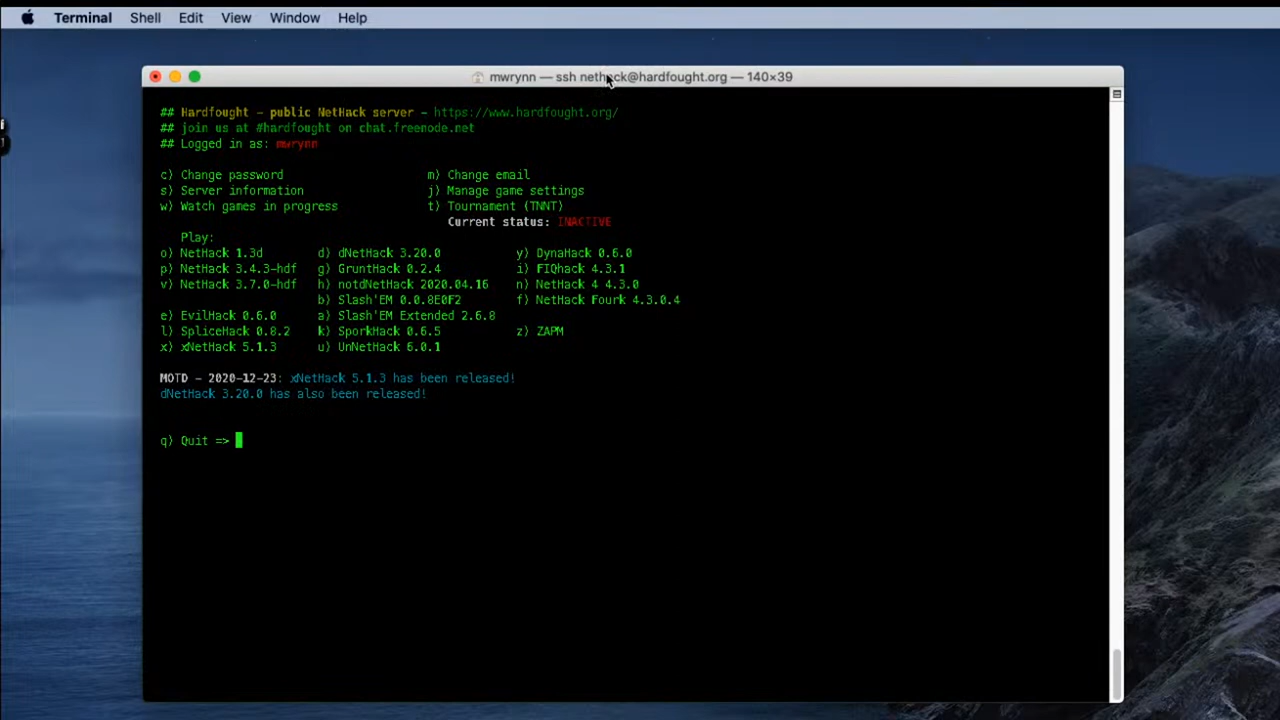 Terminal Shell Edit View Window Help
mwrynn — ssh nethack@hardfought.org — 140×39
## Hardfought - public NetHack server - https://www.hardfought.org/
## join us at #hardfought on chat.freenode.net
## Logged in as: mwrynn
c) Change password m) Change email
s) Server information j) Manage game settings
w) Watch games in progress t) Tournament (TNNT)
Current status: INACTIVE
Play:
o) NetHack 1.3d d) dNetHack 3.20.0 y) DynaHack 0.6.0
p) NetHack 3.4.3-hdf g) GruntHack 0.2.4 i) FIQhack 4.3.1
v) NetHack 3.7.0-hdf h) notdNetHack 2020.04.16 n) NetHack 4 4.3.0
b) Slash'EM 0.0.8E0F2 f) NetHack Fourk 4.3.0.4
e) EvilHack 0.6.0 a) Slash'EM Extended 2.6.8
l) SpliceHack 0.8.2 k) SporkHack 0.6.5 z) ZAPM
x) xNetHack 5.1.3 u) UnNetHack 6.0.1
MOTD - 2020-12-23: xNetHack 5.1.3 has been released!
dNetHack 3.20.0 has also been released!
q) Quit =>